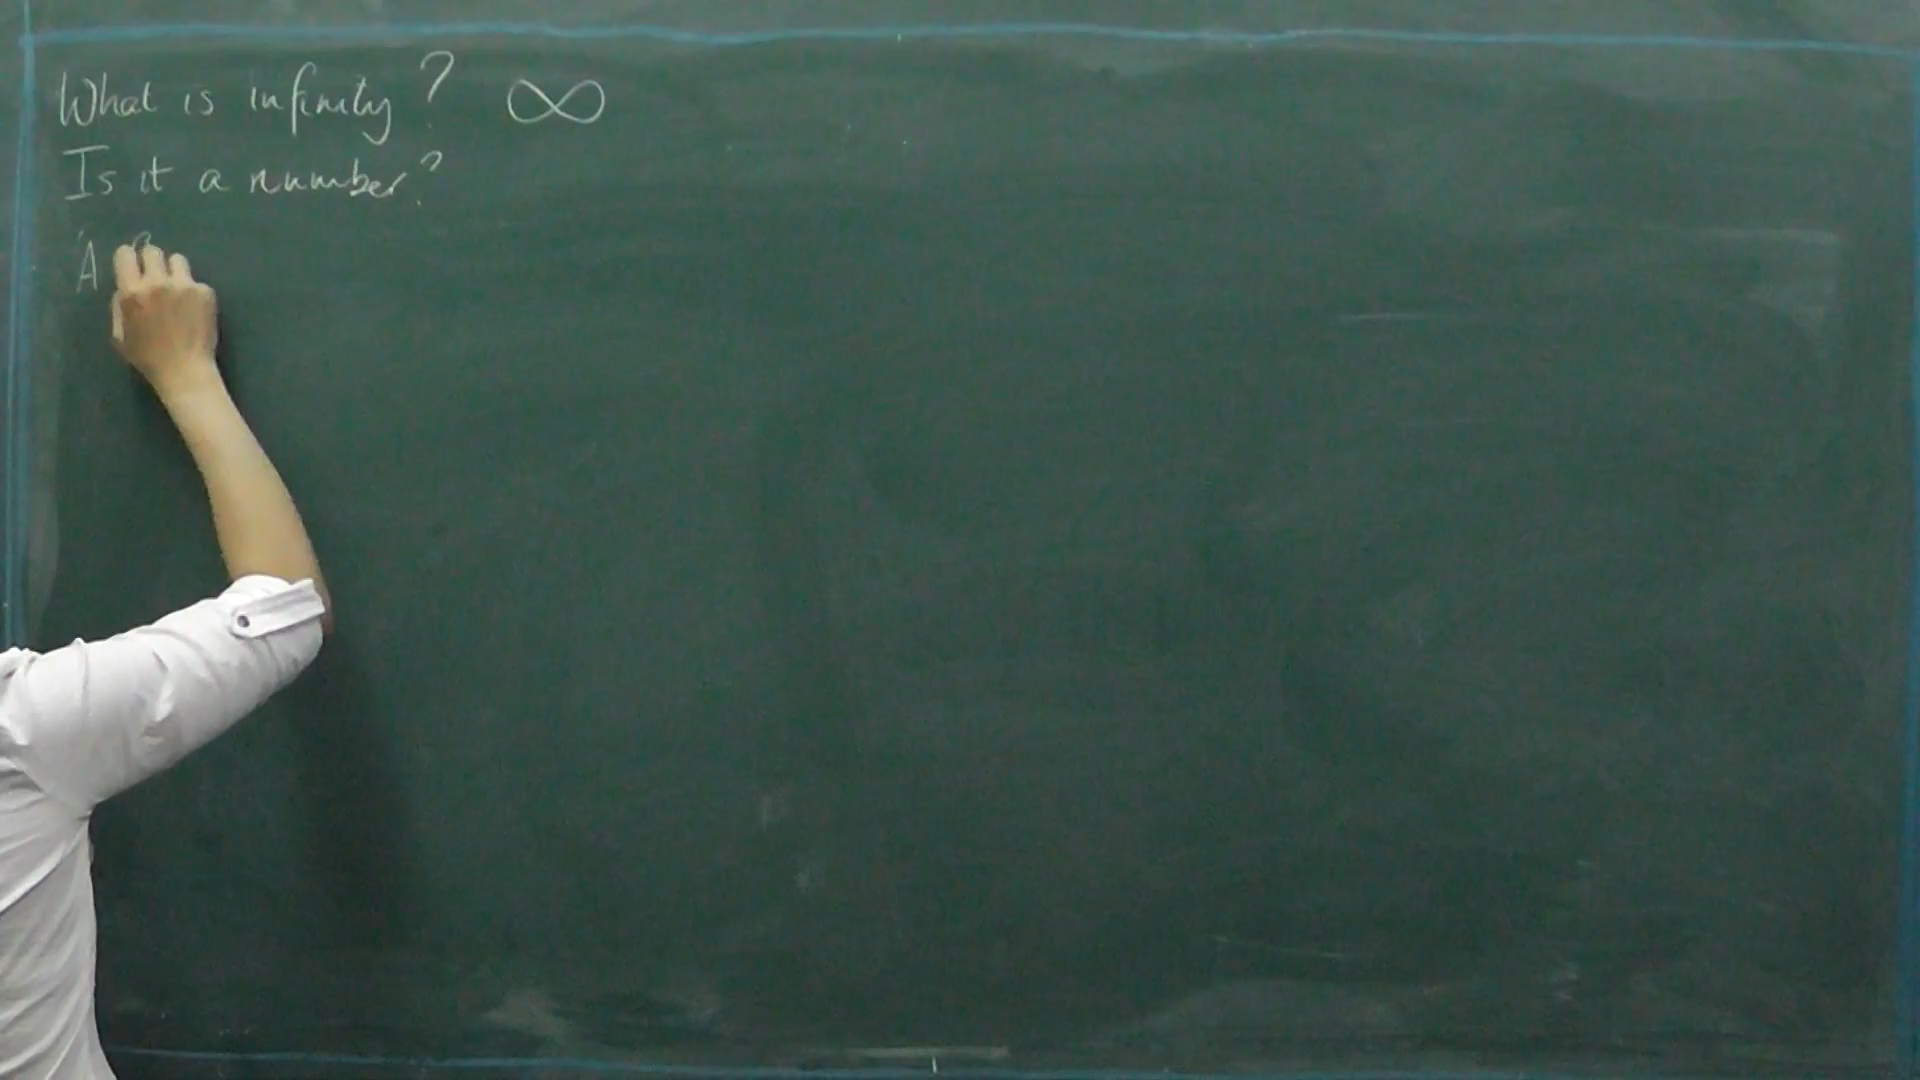 What is infinity? ∞
Is it a number?
'A